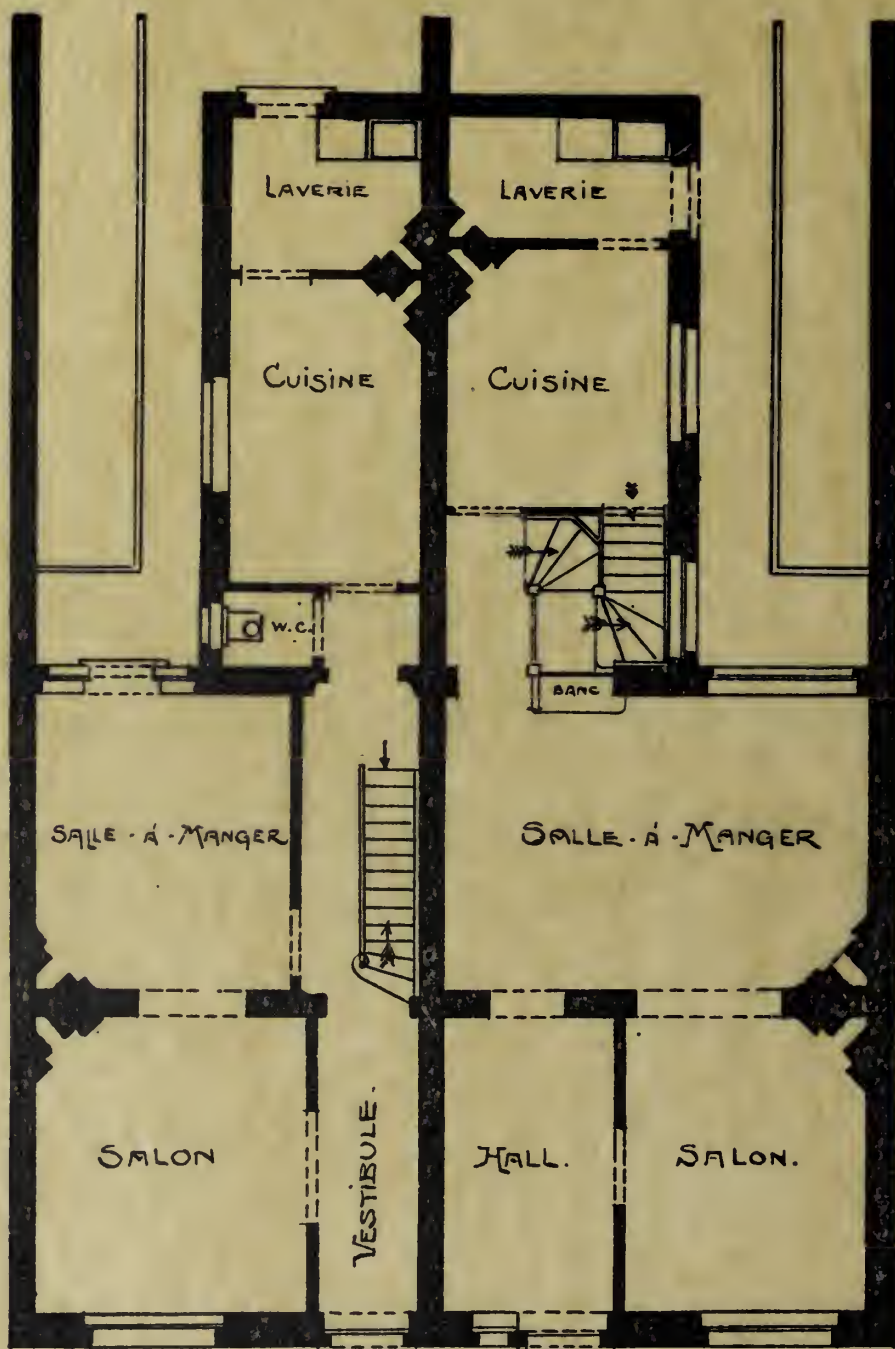 LAVERIE
LAVERIE
CUISINE
CUISINE
W.C.
BANC
SALLE-À-MANGER
SALLE-À-MANGER
SALON
VESTIBULE.
HALL.
SALON.